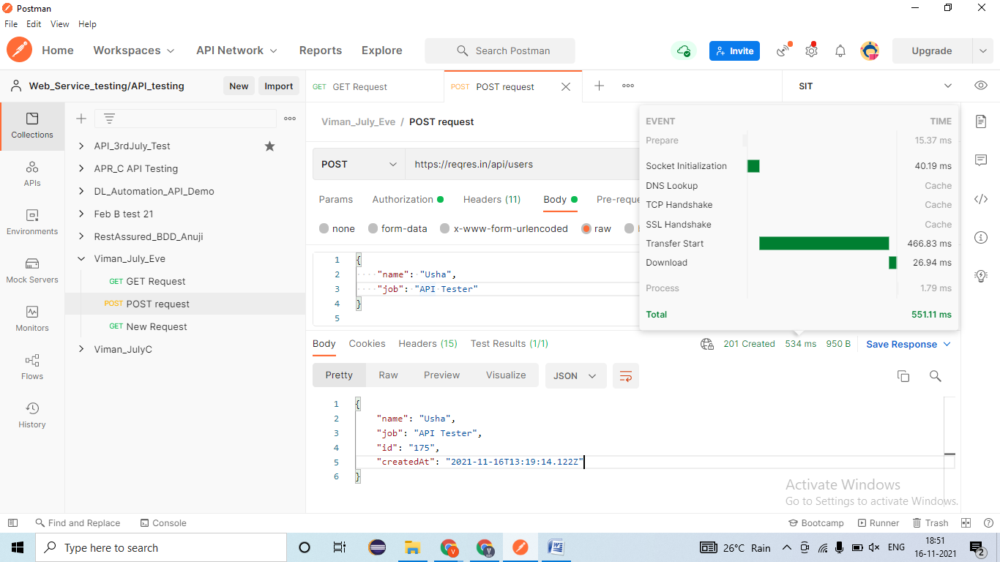 Postman
File Edit View Help
Home Workspaces API Network Reports Explore Search Postman Invite Upgrade
Web_Service_testing/API_testing New Import GET GET Request POST POST request SIT
Collections
APIs
Environments
Mock Servers
Monitors
Flows
History
API_3rdJuly_Test
APR_C API Testing
DL_Automation_API_Demo
Feb B test 21
RestAssured_BDD_Anuji
Viman_July_Eve
GET GET Request
POST POST request
GET New Request
Viman_JulyC
Viman_July_Eve / POST request
POST https://reqres.in/api/users
Params Authorization Headers (11) Body Pre-reque
none form-data x-www-form-urlencoded raw
1 {
2 "name": "Usha",
3 "job": "API Tester"
4 }
5
EVENT TIME
Prepare 15.37 ms
Socket Initialization 40.19 ms
DNS Lookup Cache
TCP Handshake Cache
SSL Handshake Cache
Transfer Start 466.83 ms
Download 26.94 ms
Process 1.79 ms
Total 551.11 ms
Body Cookies Headers (15) Test Results (1/1) 201 Created 534 ms 950 B Save Response
Pretty Raw Preview Visualize JSON
1 {
2 "name": "Usha",
3 "job": "API Tester",
4 "id": "175",
5 "createdAt": "2021-11-16T13:19:14.122Z"
6 }
Activate Windows
Go to Settings to activate Windows.
Find and Replace Console Bootcamp Runner Trash
Type here to search 26°C Rain ENG 18:51
16-11-2021 2